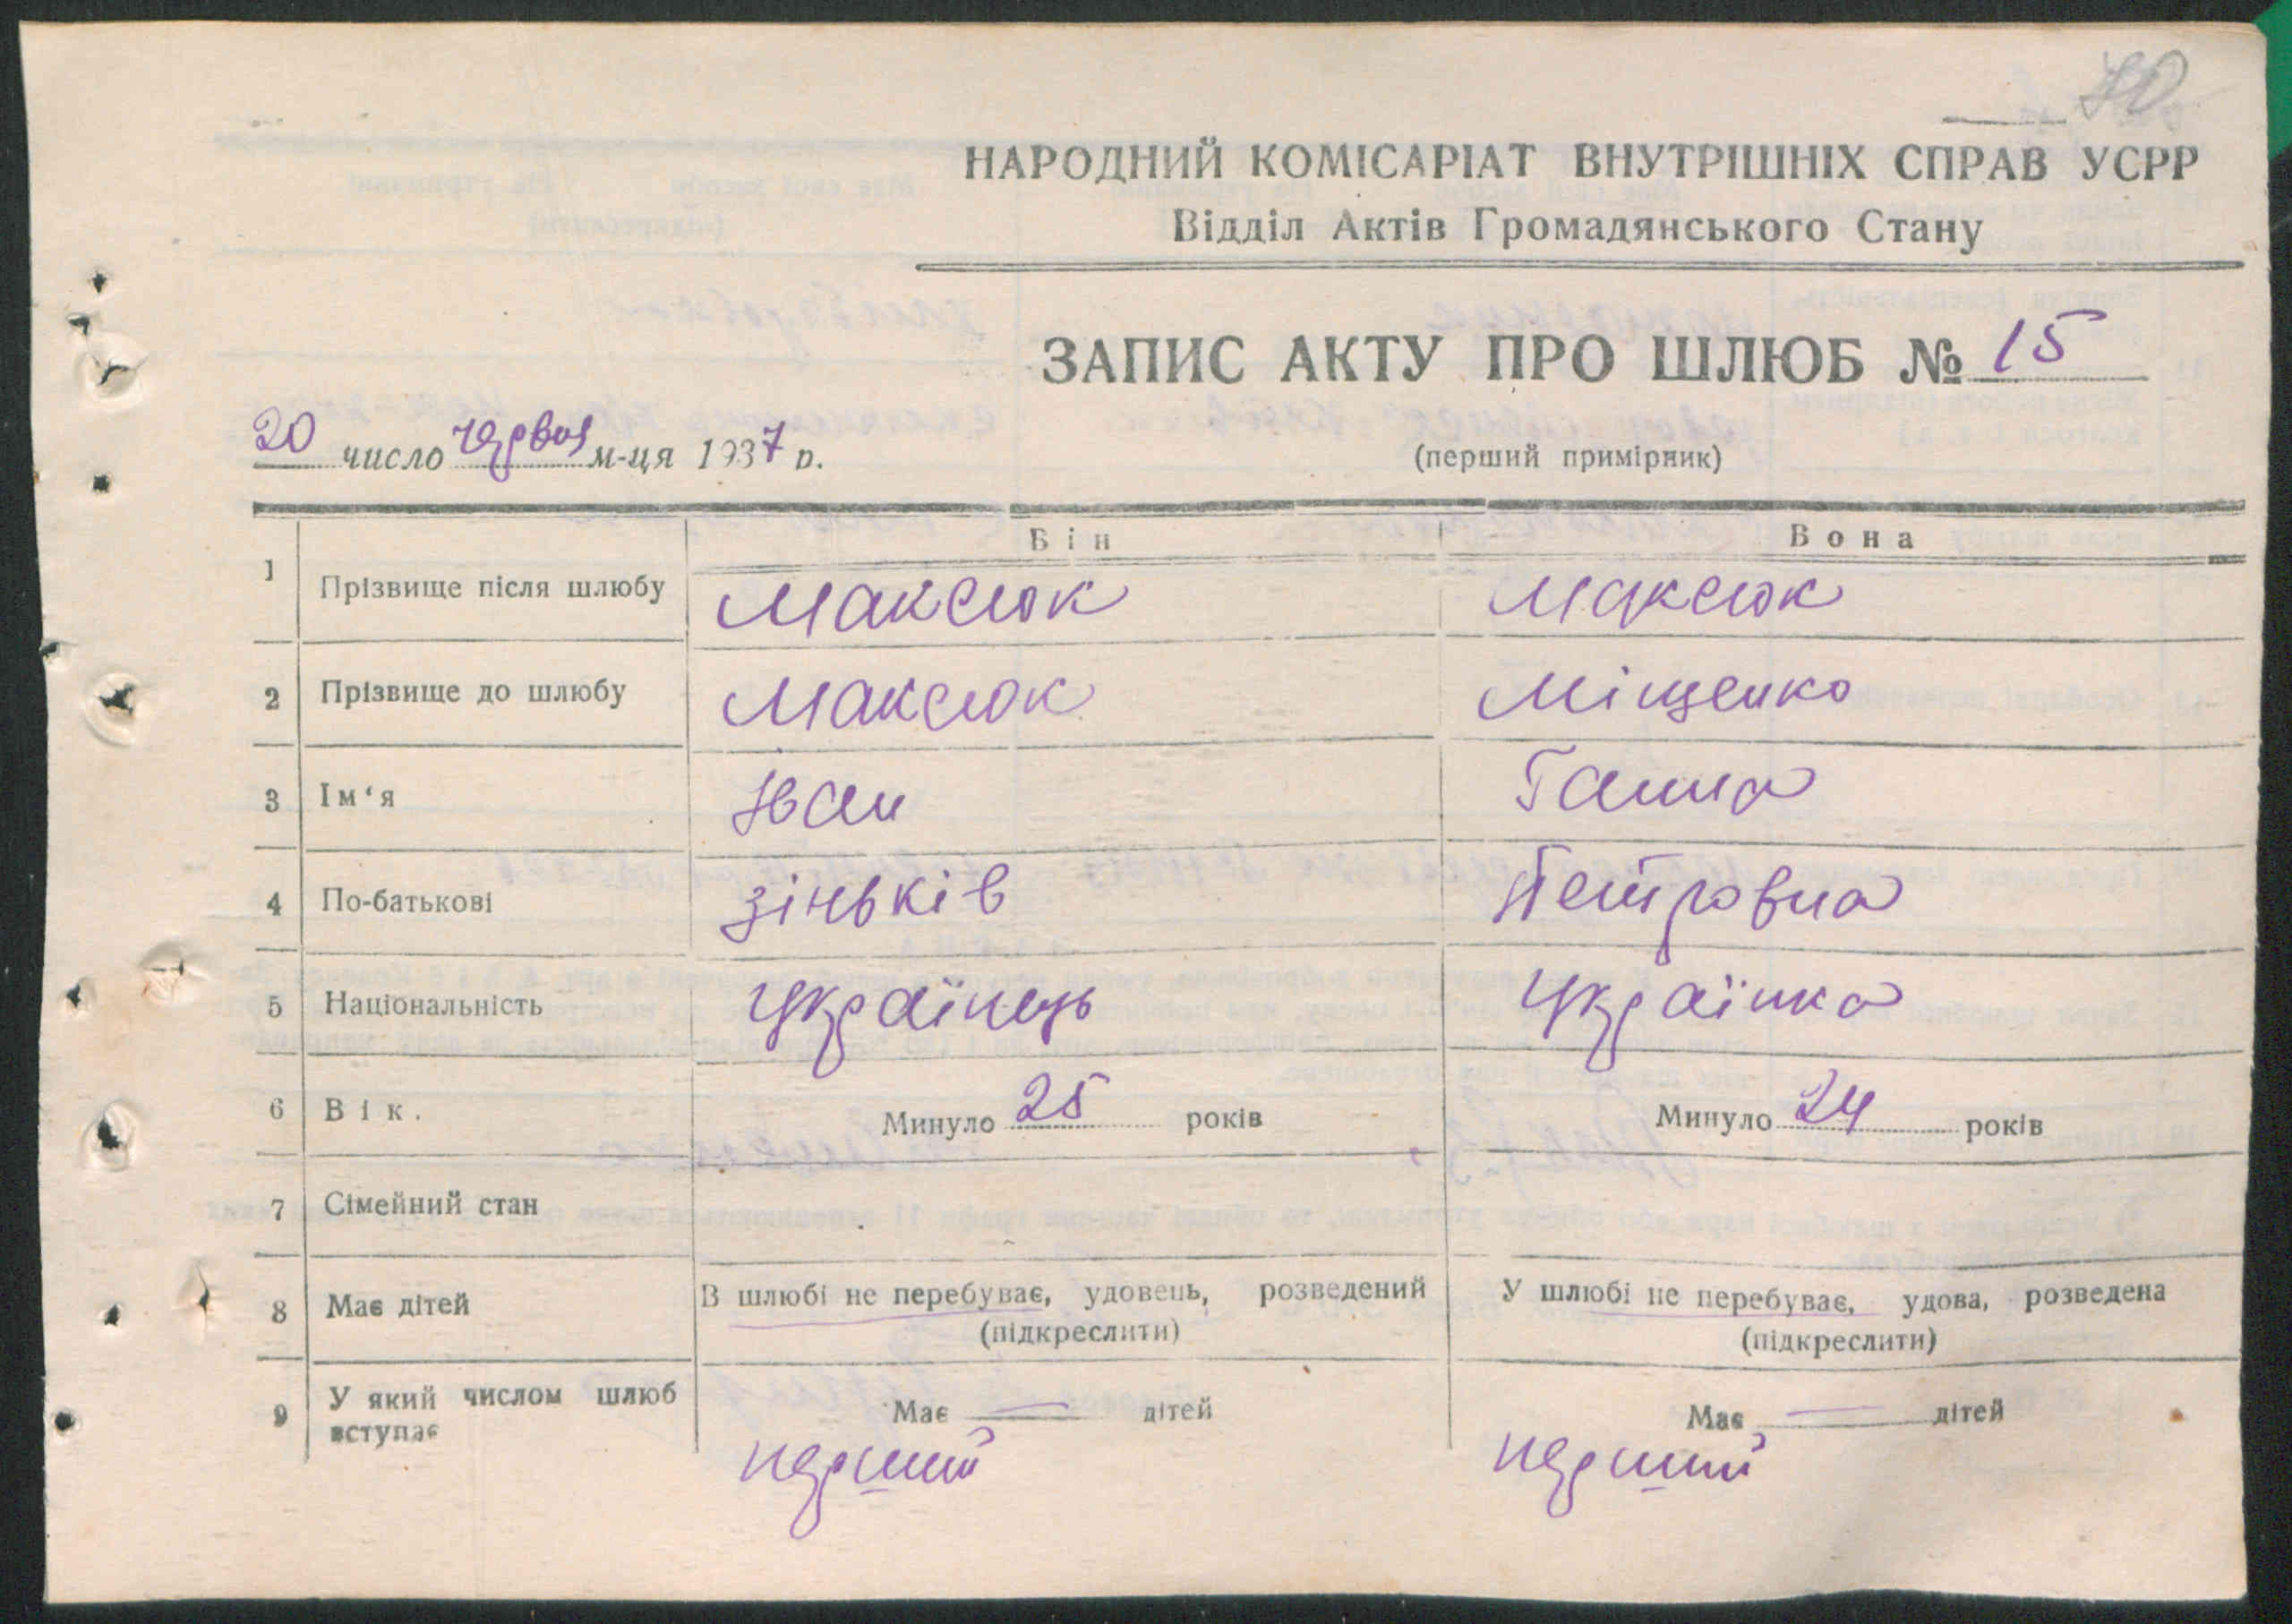 40
НАРОДНИЙ КОМІСАРІАТ ВНУТРІШНІХ СПРАВ УСРР
Відділ Актів Громадянського Стану
ЗАПИС АКТУ ПРО ШЛЮБ № 15
20 число червня м-ця 1937 р.
(перший примірник)
Він Вона
1 Прізвище після шлюбу Максюк Максюк
2 Прізвище до шлюбу Максюк Міщенко
3 Ім‘я Іван Ганна
4 По-батькові Зіньків Петровна
5 Національність Українець Українка
6 Вік. Минуло 25 років Минуло 24 років
7 Сімейний стан
8 Має дітей В шлюбі не перебуває, удовець, розведений У шлюбі не перебуває, удова, розведена
(підкреслити) (підкреслити)
9 У який числом шлюб Має — дітей Має — дітей
вступає
перший перший